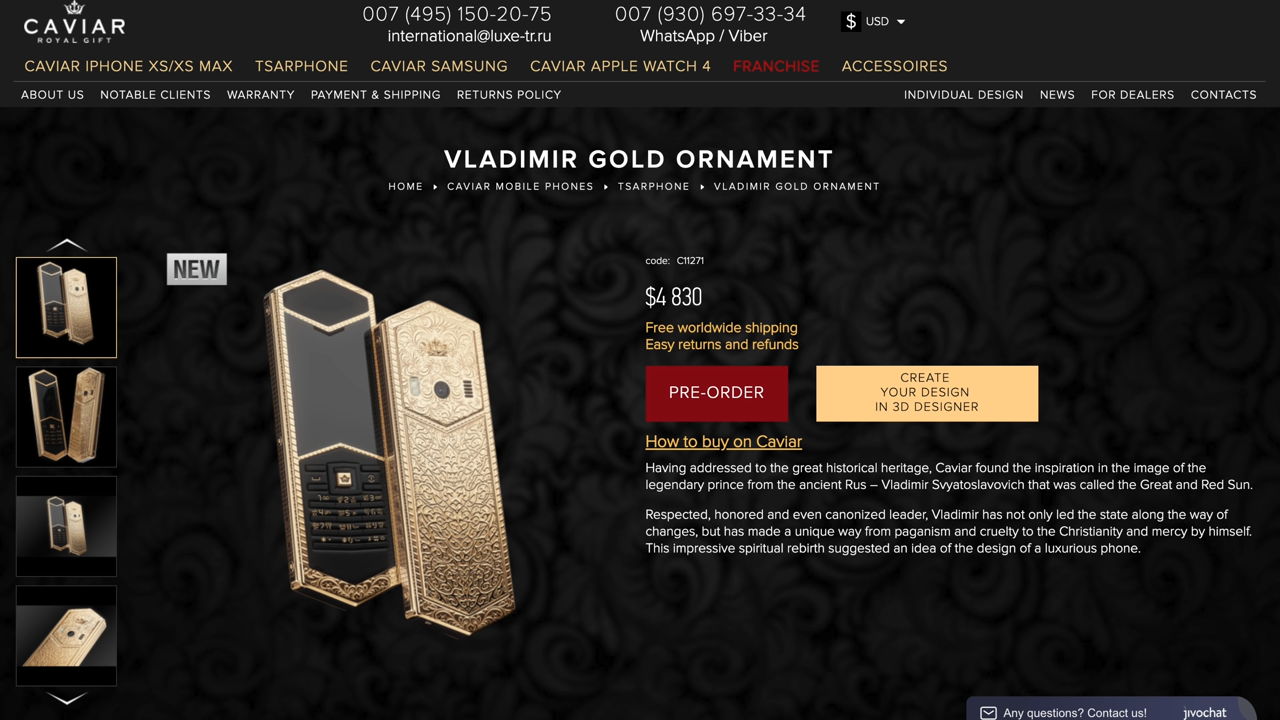 CAVIAR
ROYAL GIFT
007 (495) 150-20-75
international@luxe-tr.ru
007 (930) 697-33-34
WhatsApp / Viber
$ USD
CAVIAR IPHONE XS/XS MAX TSARPHONE CAVIAR SAMSUNG CAVIAR APPLE WATCH 4 FRANCHISE ACCESSOIRES
ABOUT US NOTABLE CLIENTS WARRANTY PAYMENT & SHIPPING RETURNS POLICY INDIVIDUAL DESIGN NEWS FOR DEALERS CONTACTS
VLADIMIR GOLD ORNAMENT
HOME CAVIAR MOBILE PHONES TSARPHONE VLADIMIR GOLD ORNAMENT
NEW
code: C11271
$4 830
Free worldwide shipping
Easy returns and refunds
PRE-ORDER
CREATE
YOUR DESIGN
IN 3D DESIGNER
How to buy on Caviar
Having addressed to the great historical heritage, Caviar found the inspiration in the image of the
legendary prince from the ancient Rus – Vladimir Svyatoslavovich that was called the Great and Red Sun.
Respected, honored and even canonized leader, Vladimir has not only led the state along the way of
changes, but has made a unique way from paganism and cruelty to the Christianity and mercy by himself.
This impressive spiritual rebirth suggested an idea of the design of a luxurious phone.
Any questions? Contact us! jivochat